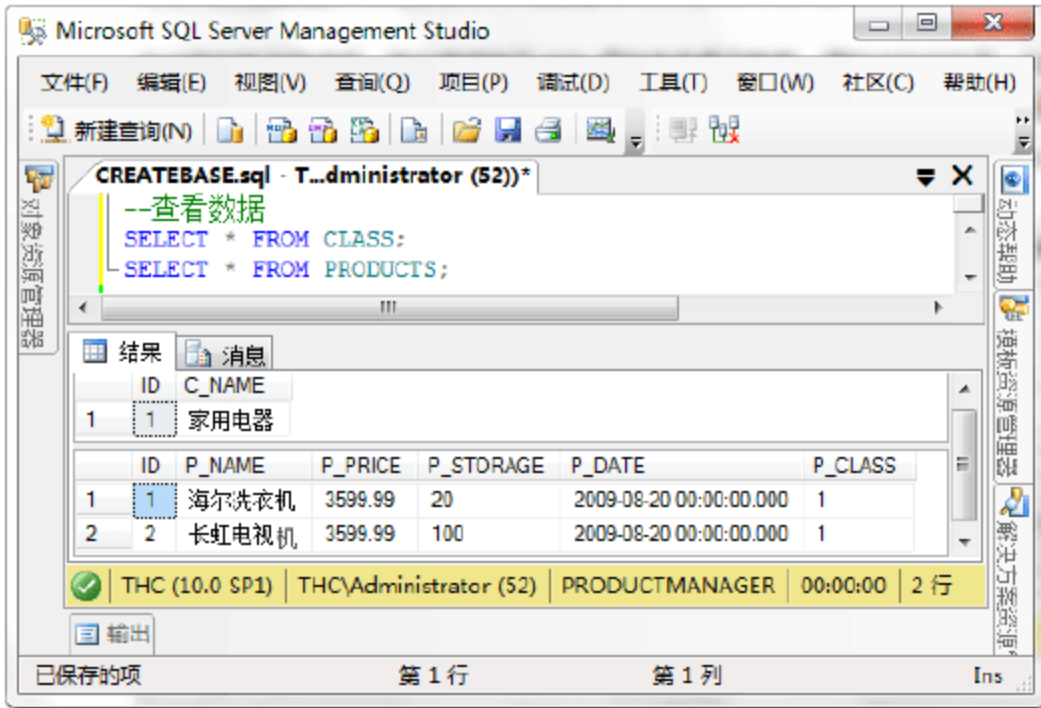 Microsoft SQL Server Management Studio
文件(F) 编辑(E) 视图(V) 查询(Q) 项目(P) 调试(D) 工具(T) 窗口(W) 社区(C) 帮助(H)
新建查询(N)
CREATEBASE.sql - T...dministrator (52))*
--查看数据
SELECT * FROM CLASS;
SELECT * FROM PRODUCTS;
对象资源管理器
结果 消息
ID C_NAME
1 1 家用电器
ID P_NAME P_PRICE P_STORAGE P_DATE P_CLASS
1 1 海尔洗衣机 3599.99 20 2009-08-20 00:00:00.000 1
2 2 长虹电视机 3599.99 100 2009-08-20 00:00:00.000 1
THC (10.0 SP1) THC\Administrator (52) PRODUCTMANAGER 00:00:00 2 行
动态帮助
模板资源管理器
解决方案资源
输出
已保存的项 第 1 行 第 1 列 Ins